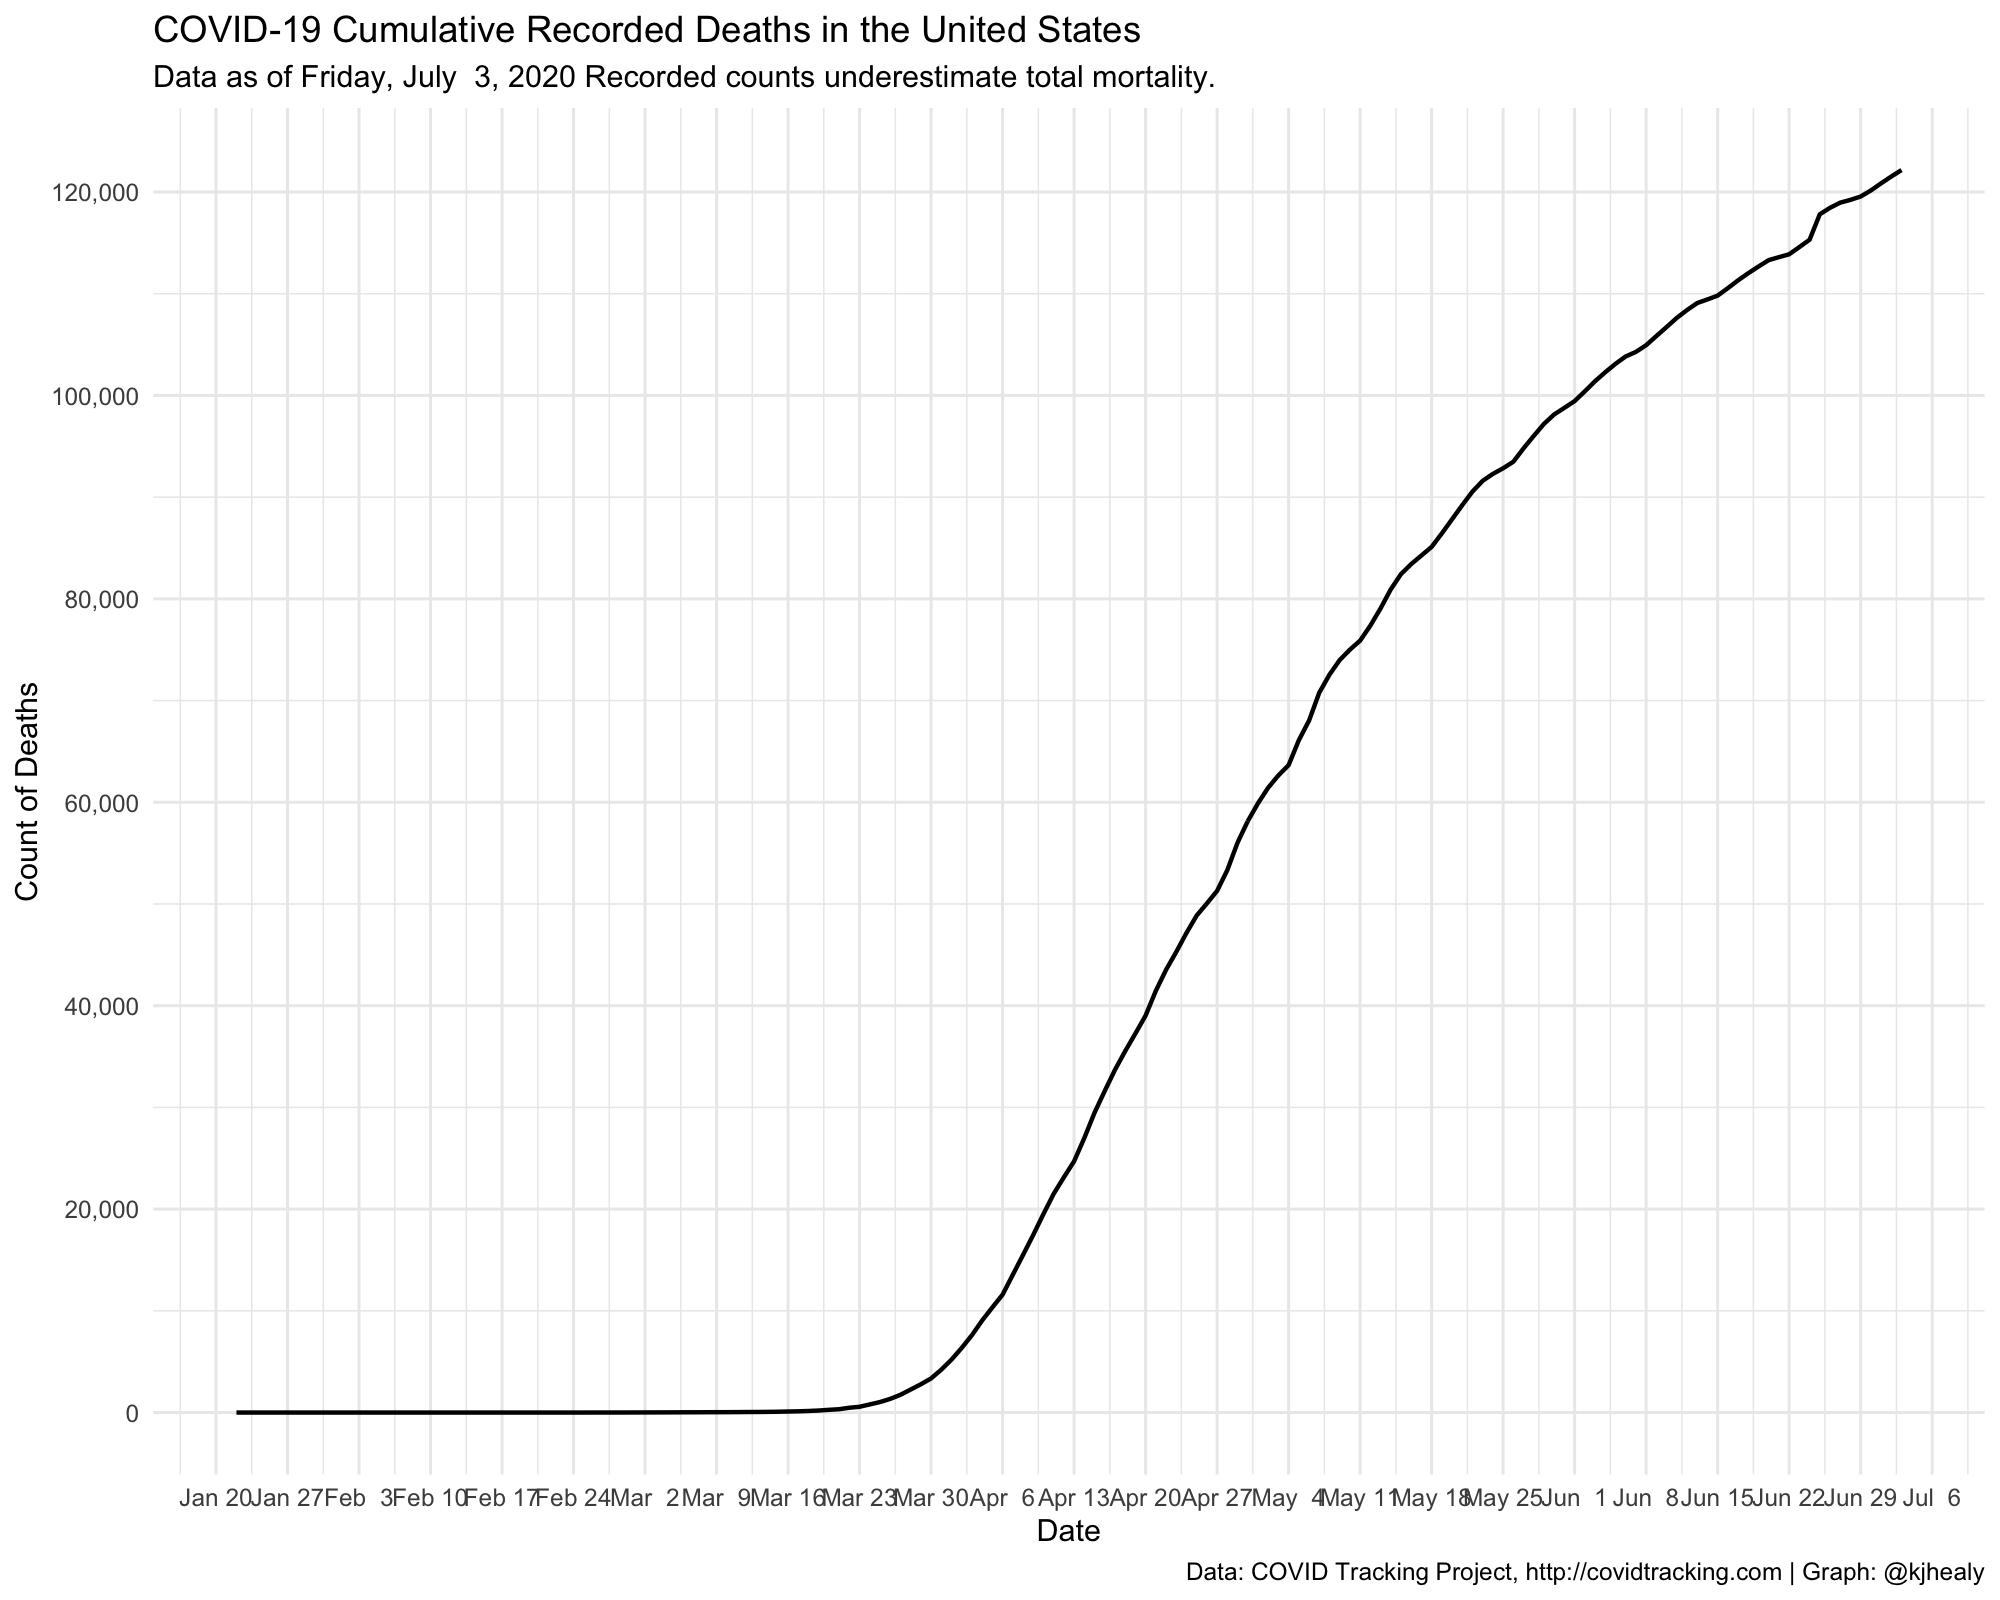 COVID-19 Cumulative Recorded Deaths in the United States
Data as of Friday, July  3, 2020 Recorded counts underestimate total mortality.
120,000
100,000
80,000
60,000
40,000
20,000
0
Count of Deaths
Jan 20 Jan 27 Feb  3 Feb 10 Feb 17 Feb 24 Mar  2 Mar  9 Mar 16 Mar 23 Mar 30 Apr  6 Apr 13 Apr 20 Apr 27 May  4 May 11 May 18 May 25 Jun  1 Jun  8 Jun 15 Jun 22 Jun 29 Jul  6
Date
Data: COVID Tracking Project, http://covidtracking.com | Graph: @kjhealy